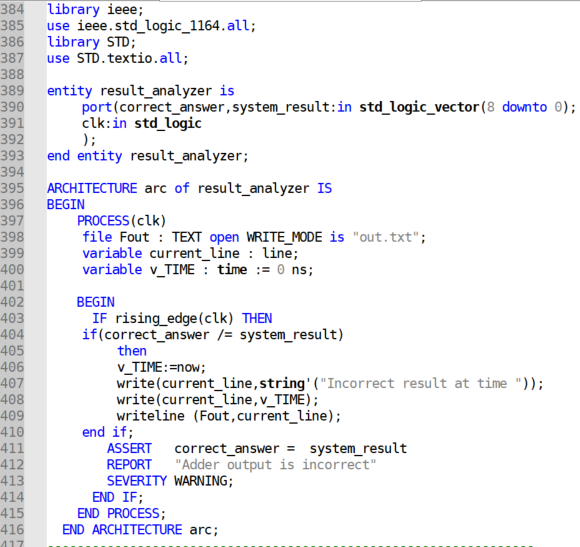 384 library ieee;
385 use ieee.std_logic_1164.all;
386 library STD;
387 use STD.textio.all;
388
389 entity result_analyzer is
390 port(correct_answer,system_result:in std_logic_vector(8 downto 0);
391 clk:in std_logic
392 );
393 end entity result_analyzer;
394
395 ARCHITECTURE arc of result_analyzer IS
396 BEGIN
397 PROCESS(clk)
398 file Fout : TEXT open WRITE_MODE is "out.txt";
399 variable current_line : line;
400 variable v_TIME : time := 0 ns;
401
402 BEGIN
403 IF rising_edge(clk) THEN
404 if(correct_answer /= system_result)
405 then
406 v_TIME:=now;
407 write(current_line,string'("Incorrect result at time "));
408 write(current_line,v_TIME);
409 writeline (Fout,current_line);
410 end if;
411 ASSERT correct_answer = system_result
412 REPORT "Adder output is incorrect"
413 SEVERITY WARNING;
414 END IF;
415 END PROCESS;
416 END ARCHITECTURE arc;
417